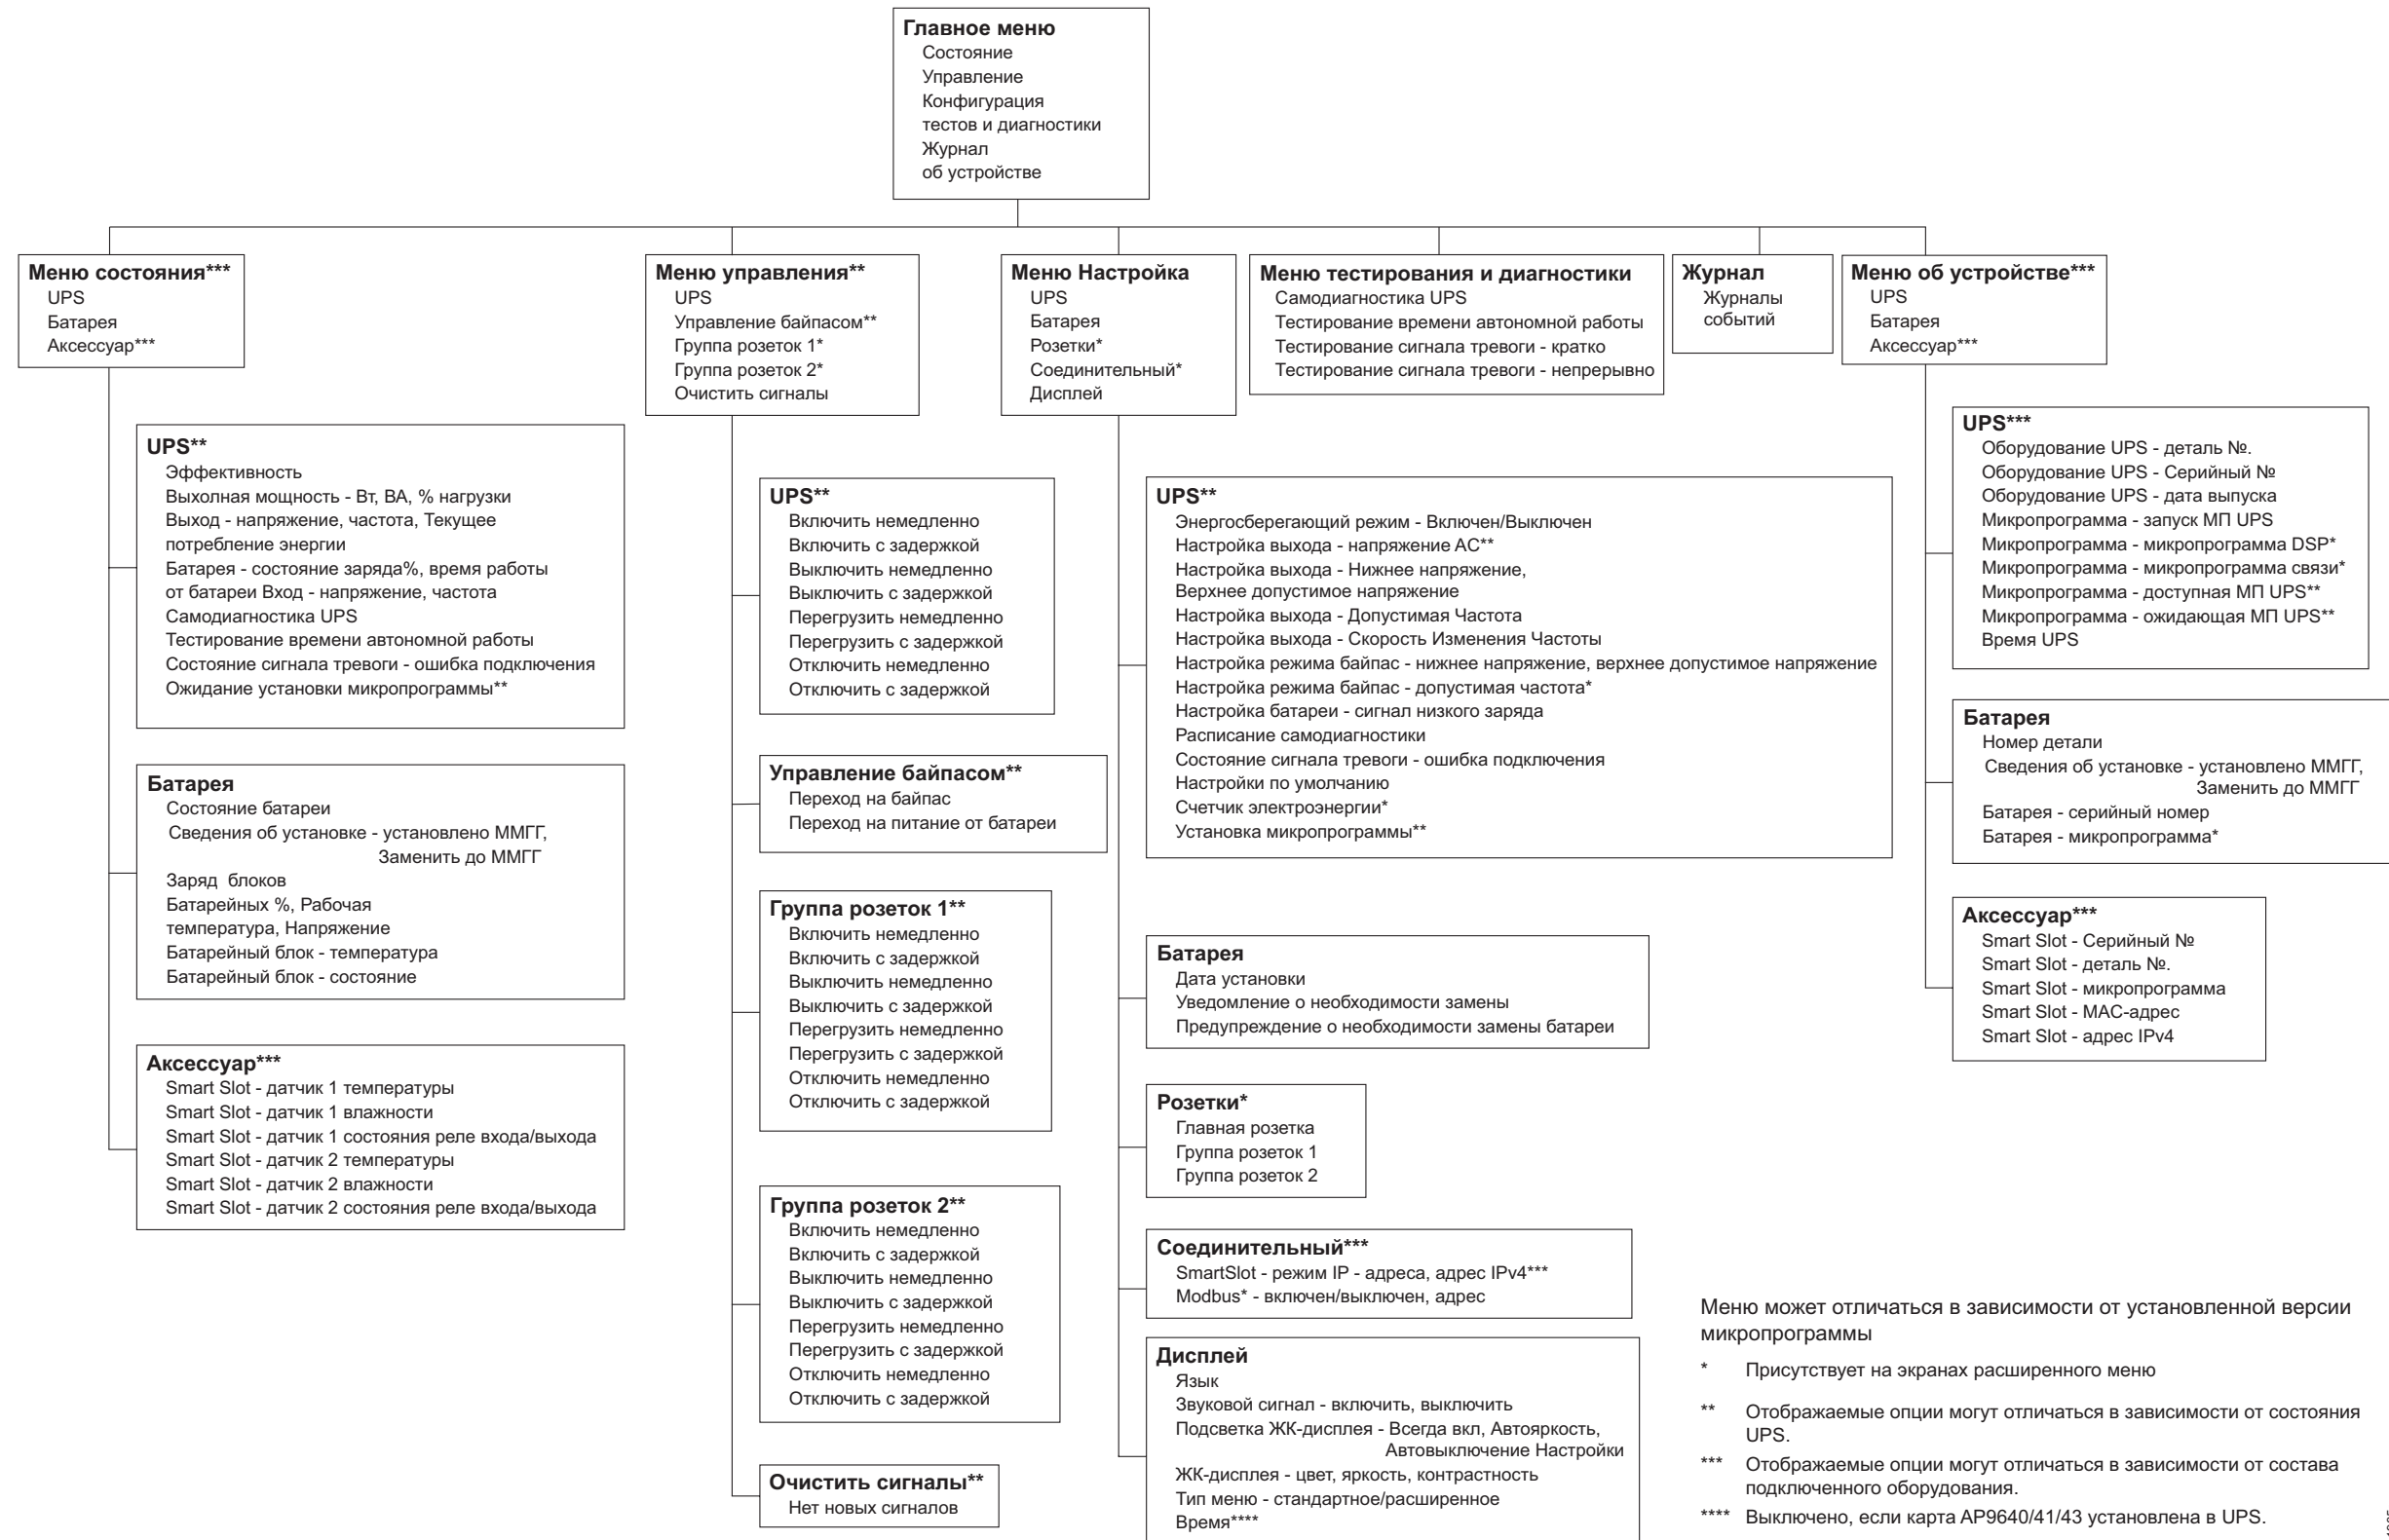 Главное меню
Состояние
Управление
Конфигурация
тестов и диагностики
Журнал
об устройстве
Меню состояния***
UPS
Батарея
Аксессуар***
UPS**
Эффективность
Выхолная мощность - Вт, ВА, % нагрузки
Выход - напряжение, частота, Текущее
потребление энергии
Батарея - состояние заряда%, время работы
от батареи Вход - напряжение, частота
Самодиагностика UPS
Тестирование времени автономной работы
Состояние сигнала тревоги - ошибка подключения
Ожидание установки микропрограммы**
Батарея
Состояние батареи
Сведения об установке - установлено ММГГ,
Заменить до ММГГ
Заряд блоков
Батарейных %, Рабочая
температура, Напряжение
Батарейный блок - температура
Батарейный блок - состояние
Аксессуар***
Smart Slot - датчик 1 температуры
Smart Slot - датчик 1 влажности
Smart Slot - датчик 1 состояния реле входа/выхода
Smart Slot - датчик 2 температуры
Smart Slot - датчик 2 влажности
Smart Slot - датчик 2 состояния реле входа/выхода
Меню управления**
UPS
Управление байпасом**
Группа розеток 1*
Группа розеток 2*
Очистить сигналы
UPS**
Включить немедленно
Включить с задержкой
Выключить немедленно
Выключить с задержкой
Перегрузить немедленно
Перегрузить с задержкой
Отключить немедленно
Отключить с задержкой
Управление байпасом**
Переход на байпас
Переход на питание от батареи
Группа розеток 1**
Включить немедленно
Включить с задержкой
Выключить немедленно
Выключить с задержкой
Перегрузить немедленно
Перегрузить с задержкой
Отключить немедленно
Отключить с задержкой
Группа розеток 2**
Включить немедленно
Включить с задержкой
Выключить немедленно
Выключить с задержкой
Перегрузить немедленно
Перегрузить с задержкой
Отключить немедленно
Отключить с задержкой
Очистить сигналы**
Нет новых сигналов
Меню Настройка
UPS
Батарея
Розетки*
Соединительный*
Дисплей
UPS**
Энергосберегающий режим - Включен/Выключен
Настройка выхода - напряжение AC**
Настройка выхода - Нижнее напряжение,
Верхнее допустимое напряжение
Настройка выхода - Допустимая Частота
Настройка выхода - Скорость Изменения Частоты
Настройка режима байпас - нижнее напряжение, верхнее допустимое напряжение
Настройка режима байпас - допустимая частота*
Настройка батареи - сигнал низкого заряда
Расписание самодиагностики
Состояние сигнала тревоги - ошибка подключения
Настройки по умолчанию
Счетчик электроэнергии*
Установка микропрограммы**
Батарея
Дата установки
Уведомление о необходимости замены
Предупреждение о необходимости замены батареи
Розетки*
Главная розетка
Группа розеток 1
Группа розеток 2
Соединительный***
SmartSlot - режим IP - адреса, адрес IPv4***
Modbus* - включен/выключен, адрес
Дисплей
Язык
Звуковой сигнал - включить, выключить
Подсветка ЖК-дисплея - Всегда вкл, Автояркость,
Автовыключение Настройки
ЖК-дисплея - цвет, яркость, контрастность
Тип меню - стандартное/расширенное
Время****
Меню тестирования и диагностики
Самодиагностика UPS
Тестирование времени автономной работы
Тестирование сигнала тревоги - кратко
Тестирование сигнала тревоги - непрерывно
Журнал
Журналы
событий
Меню об устройстве***
UPS
Батарея
Аксессуар***
UPS***
Оборудование UPS - деталь №.
Оборудование UPS - Серийный №
Оборудование UPS - дата выпуска
Микропрограмма - запуск МП UPS
Микропрограмма - микропрограмма DSP*
Микропрограмма - микропрограмма связи*
Микропрограмма - доступная МП UPS**
Микропрограмма - ожидающая МП UPS**
Время UPS
Батарея
Номер детали
Сведения об установке - установлено ММГГ,
Заменить до ММГГ
Батарея - серийный номер
Батарея - микропрограмма*
Аксессуар***
Smart Slot - Серийный №
Smart Slot - деталь №.
Smart Slot - микропрограмма
Smart Slot - MAC-адрес
Smart Slot - адрес IPv4
Меню может отличаться в зависимости от установленной версии
микропрограммы
* Присутствует на экранах расширенного меню
** Отображаемые опции могут отличаться в зависимости от состояния
UPS.
*** Отображаемые опции могут отличаться в зависимости от состава
подключенного оборудования.
**** Выключено, если карта AP9640/41/43 установлена в UPS.